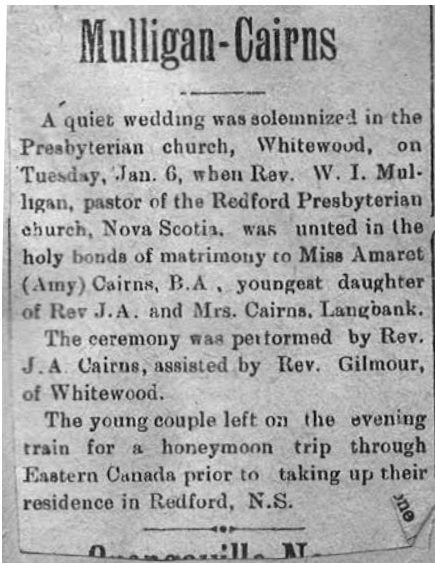 Mulligan-Cairns
A quiet wedding was solemnized in the
Presbyterian church, Whitewood, on
Tuesday, Jan. 6, when Rev. W. I. Mul-
ligan, pastor of the Redford Presbyterian
church, Nova Scotia, was united in the
holy bonds of matrimony to Miss Amaret
(Amy) Cairns, B.A , youngest daughter
of Rev J.A. and Mrs. Cairns, Langbank.
The ceremony was performed by Rev.
J.A. Cairns, assisted by Rev. Gilmour,
of Whitewood.
The young couple left on the evening
train for a honeymoon trip through
Eastern Canada prior to taking up their
residence in Redford, N.S.
one